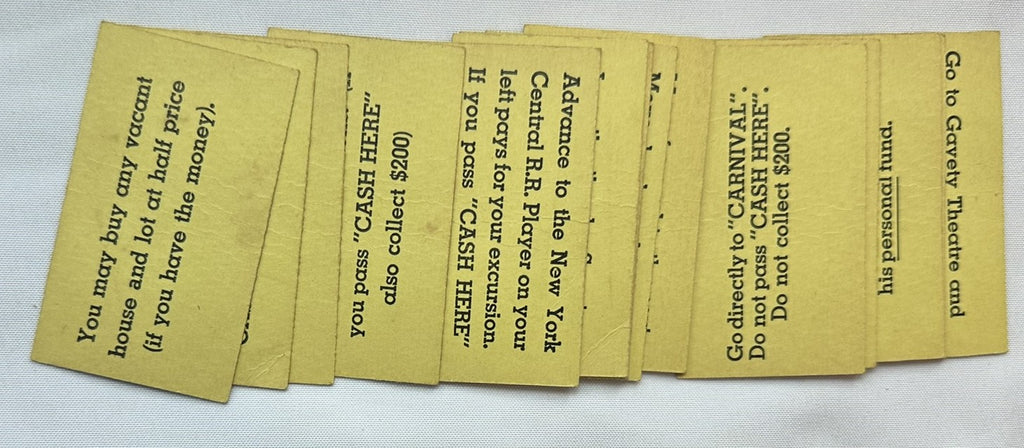 You may buy any vacant
house and lot at half price
(if you have the money).
you pass "CASH HERE"
also collect $200)
Advance to the New York
Central R.R. Player on your
left pays for your excursion.
If you pass "CASH HERE"
Go directly to "CARNIVAL".
Do not pass "CASH HERE".
Do not collect $200.
his personal fund.
Go to Gavety Theatre and